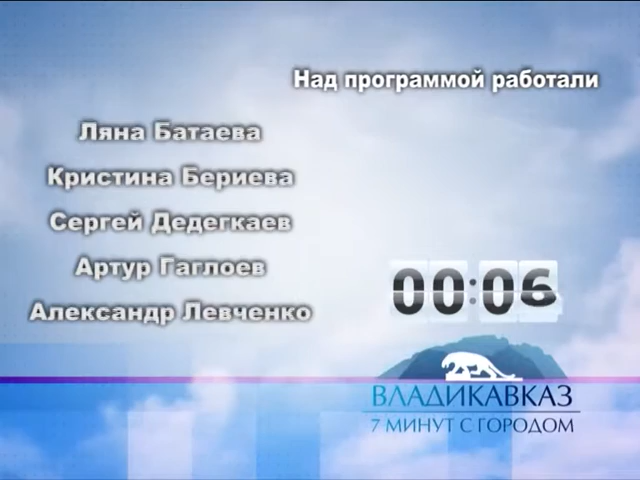 Над программой работали
Ляна Батаева
Кристина Бериева
Сергей Дедегкаев
Артур Гаглоев
Александр Левченко
00:06
ВЛАДИКАВКАЗ
7 МИНУТ С ГОРОДОМ